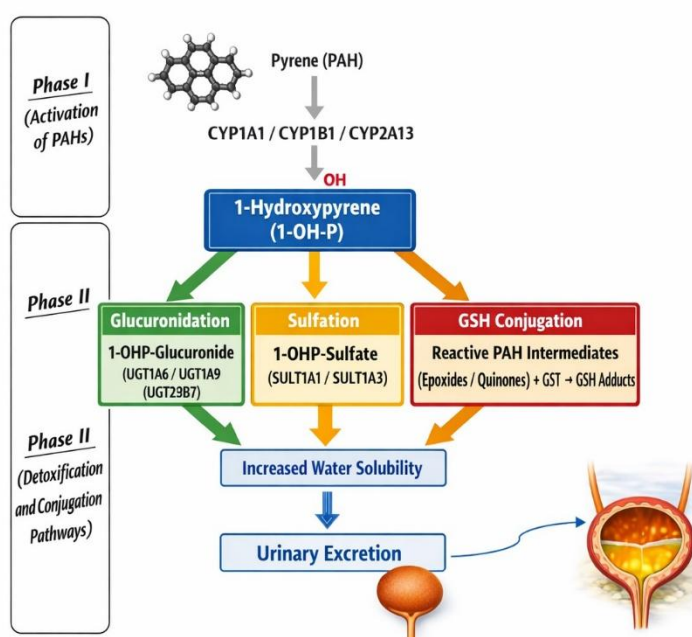 Phase I
(Activation
of PAHs)
Pyrene (PAH)
CYP1A1 / CYP1B1 / CYP2A13
OH
1-Hydroxypyrene
(1-OH-P)
Phase II
Glucuronidation
1-OHP-Glucuronide
(UGT1A6 / UGT1A9
(UGT29B7)
Sulfation
1-OHP-Sulfate
(SULT1A1 / SULT1A3)
GSH Conjugation
Reactive PAH Intermediates
(Epoxides / Quinones) + GST → GSH Adducts
Phase II
(Detoxification
and Conjugation
Pathways)
Increased Water Solubility
Urinary Excretion